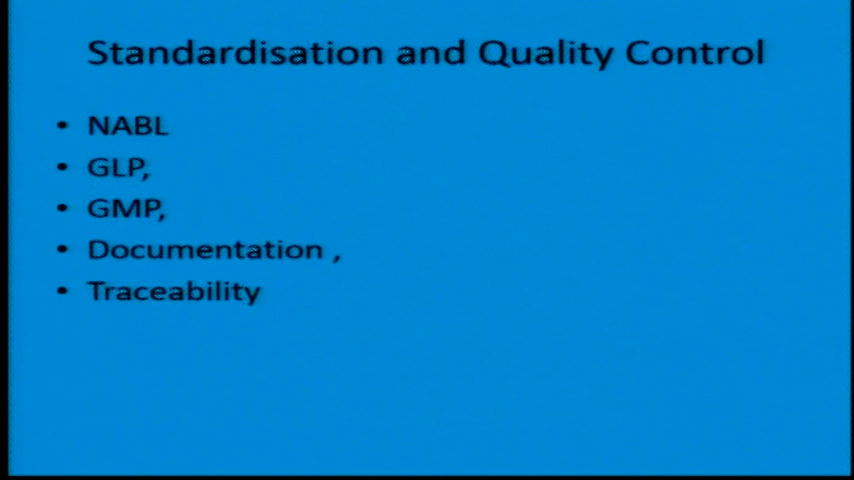 Standardisation and Quality Control
• NABL
• GLP,
• GMP,
• Documentation ,
• Traceability